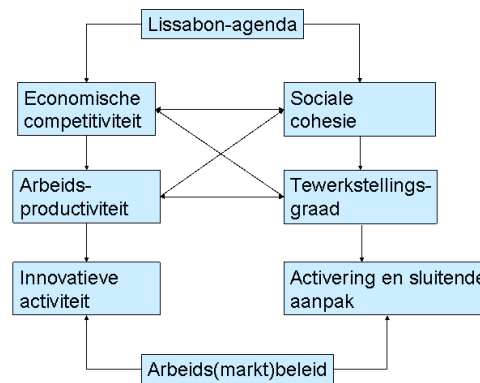 Lissabon-agenda
Economische
competitiviteit
Sociale
cohesie
Arbeids-
productiviteit
Tewerkstellings-
graad
Innovatieve
activiteit
Activering en sluitende
aanpak
Arbeids(markt)beleid